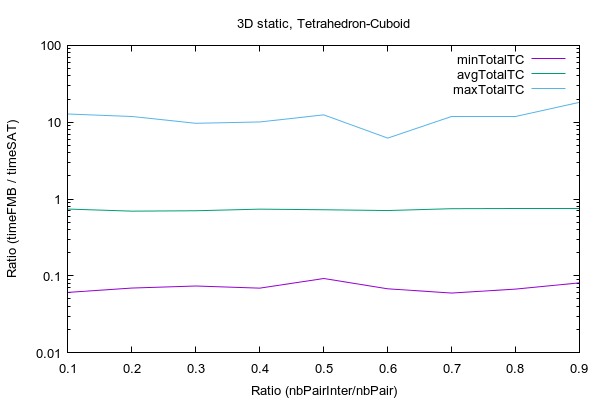 3D static, Tetrahedron-Cuboid
100
10
1
0.1
0.01
minTotalTC
avgTotalTC
maxTotalTC
Ratio (timeFMB / timeSAT)
0.1 0.2 0.3 0.4 0.5 0.6 0.7 0.8 0.9
Ratio (nbPairInter/nbPair)